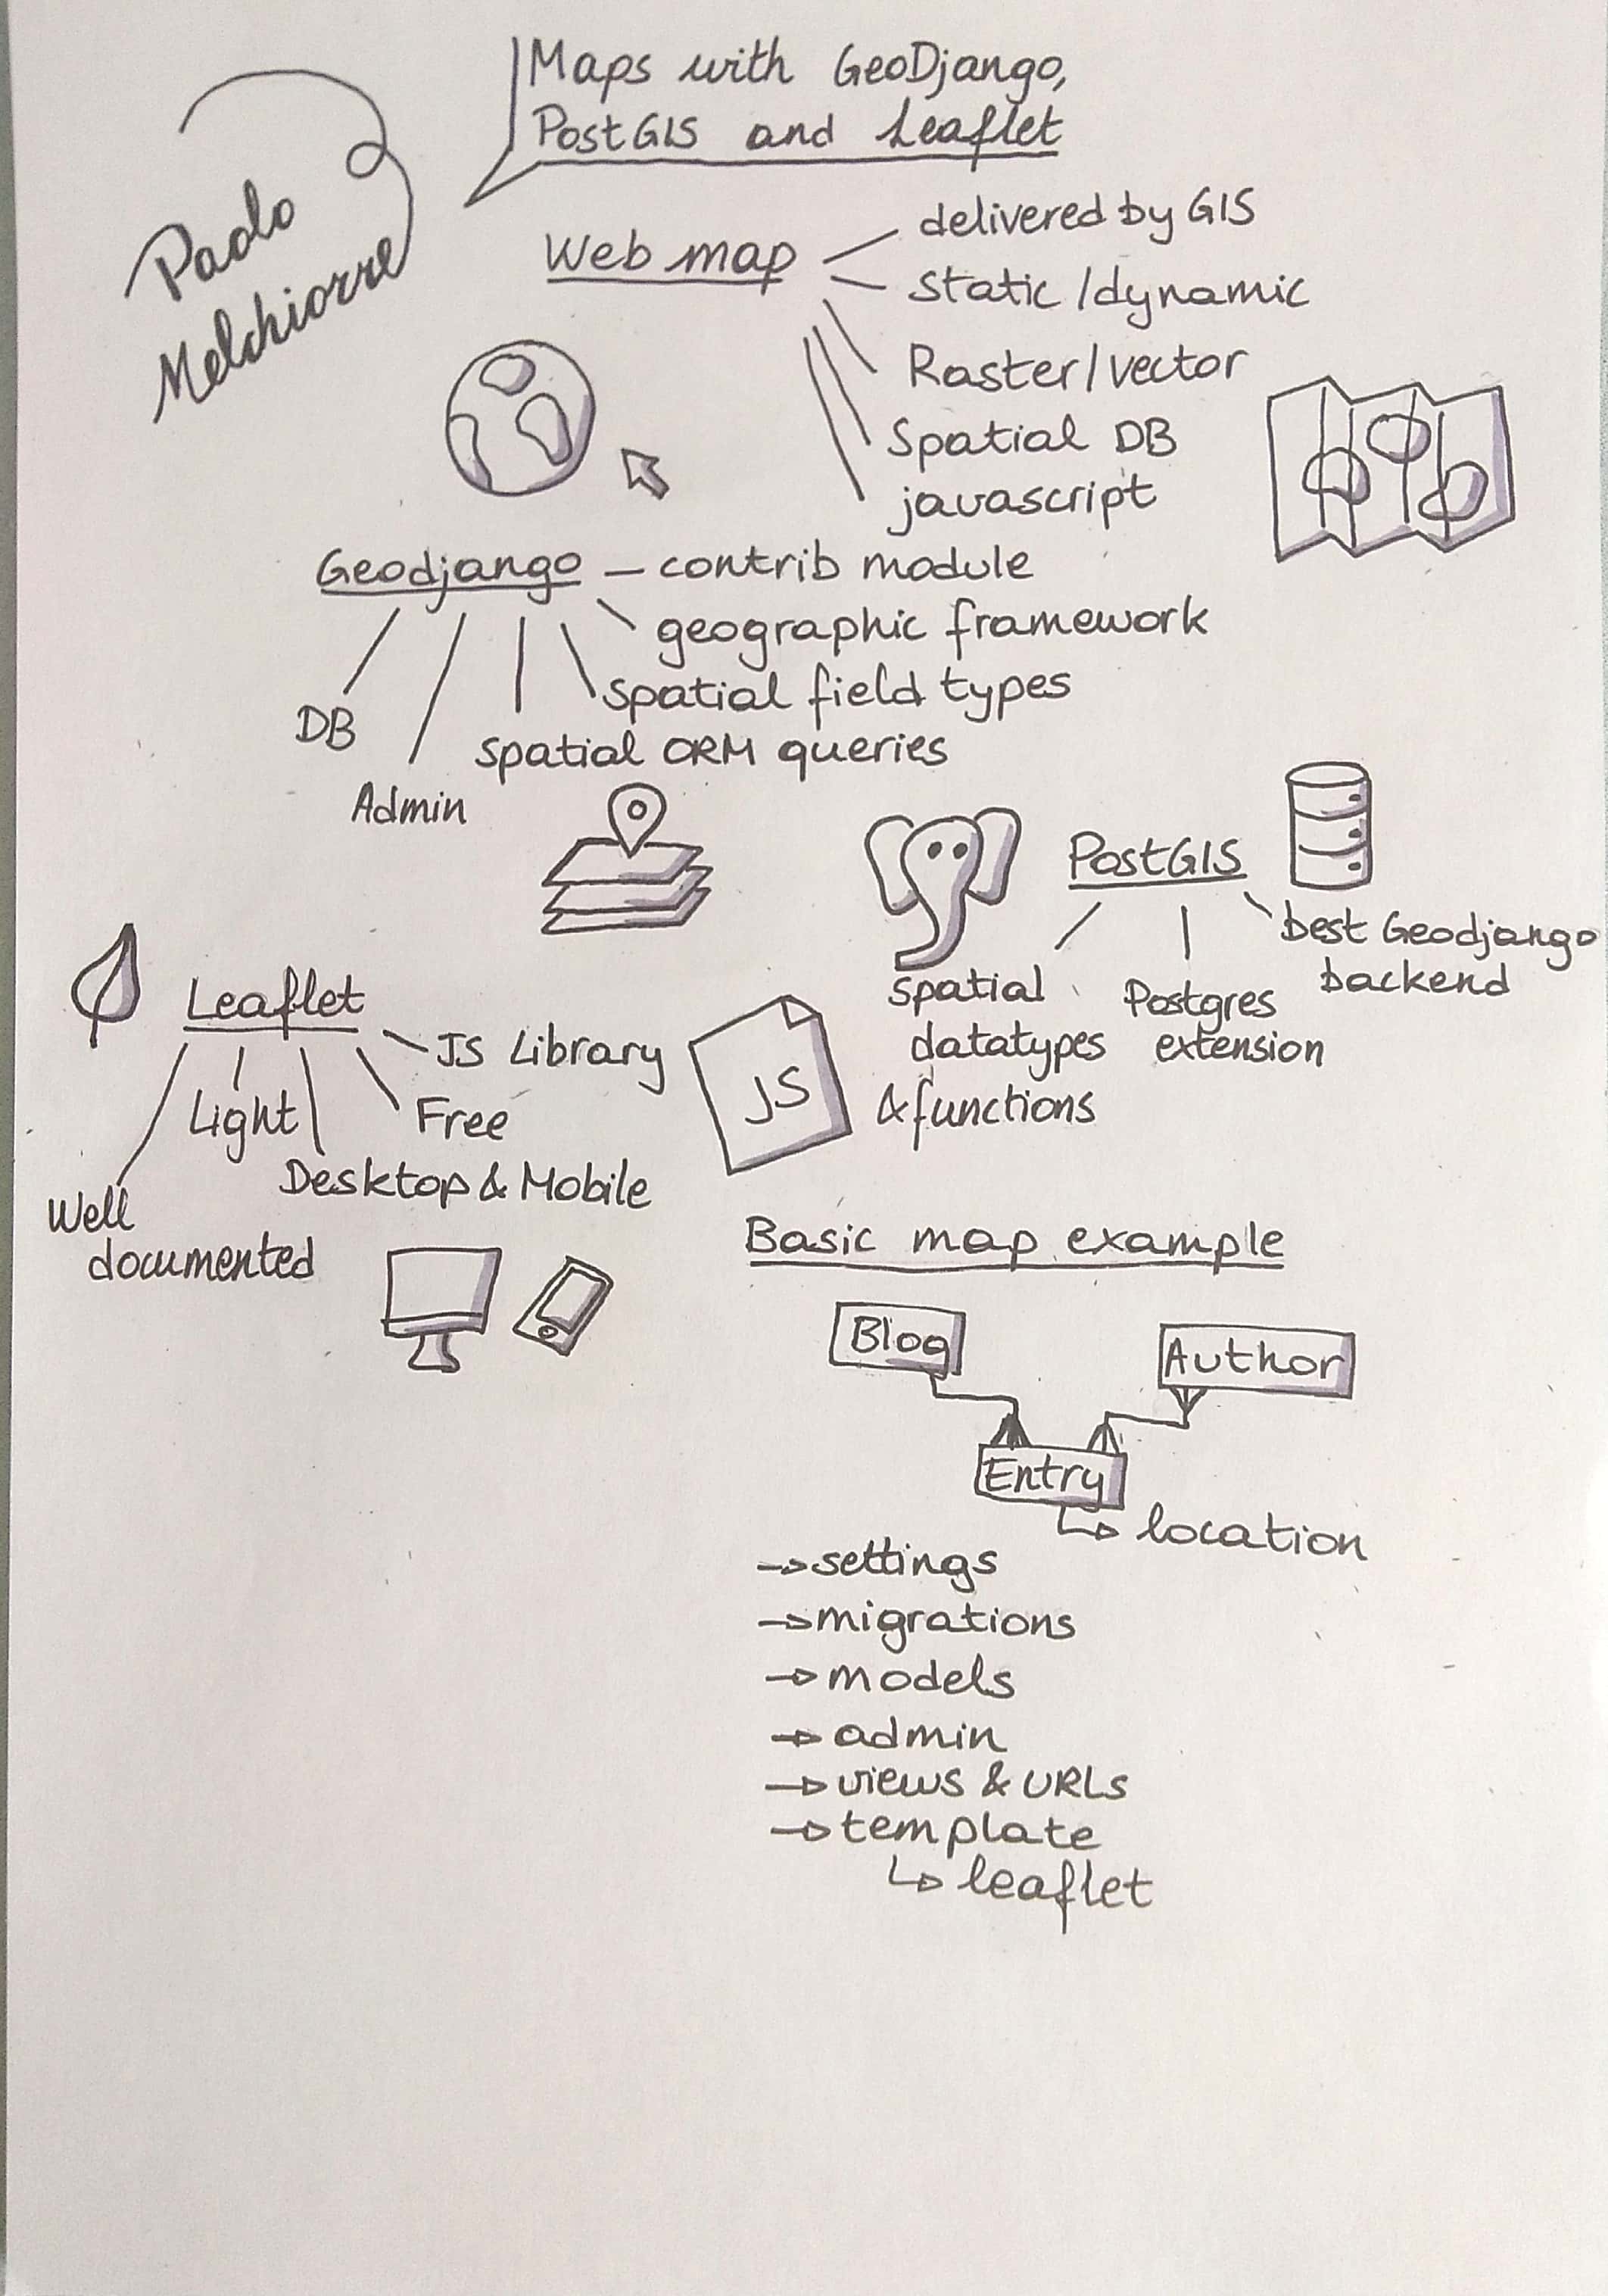 Maps with GeoDjango,
PostGIS and Leaflet
Paolo
Melchiorre
Web map
delivered by GIS
static/dynamic
Raster/vector
Spatial DB
javascript
Geodjango
contrib module
geographic framework
spatial field types
spatial ORM queries
DB
Admin
PostGIS
best Geodjango
backend
Postgres
extension
spatial
datatypes
& functions
Leaflet
JS Library
Free
Light
Desktop & Mobile
Well
documented
JS
Basic map example
Blog
Author
Entry
location
settings
migrations
models
admin
views & URLs
template
leaflet